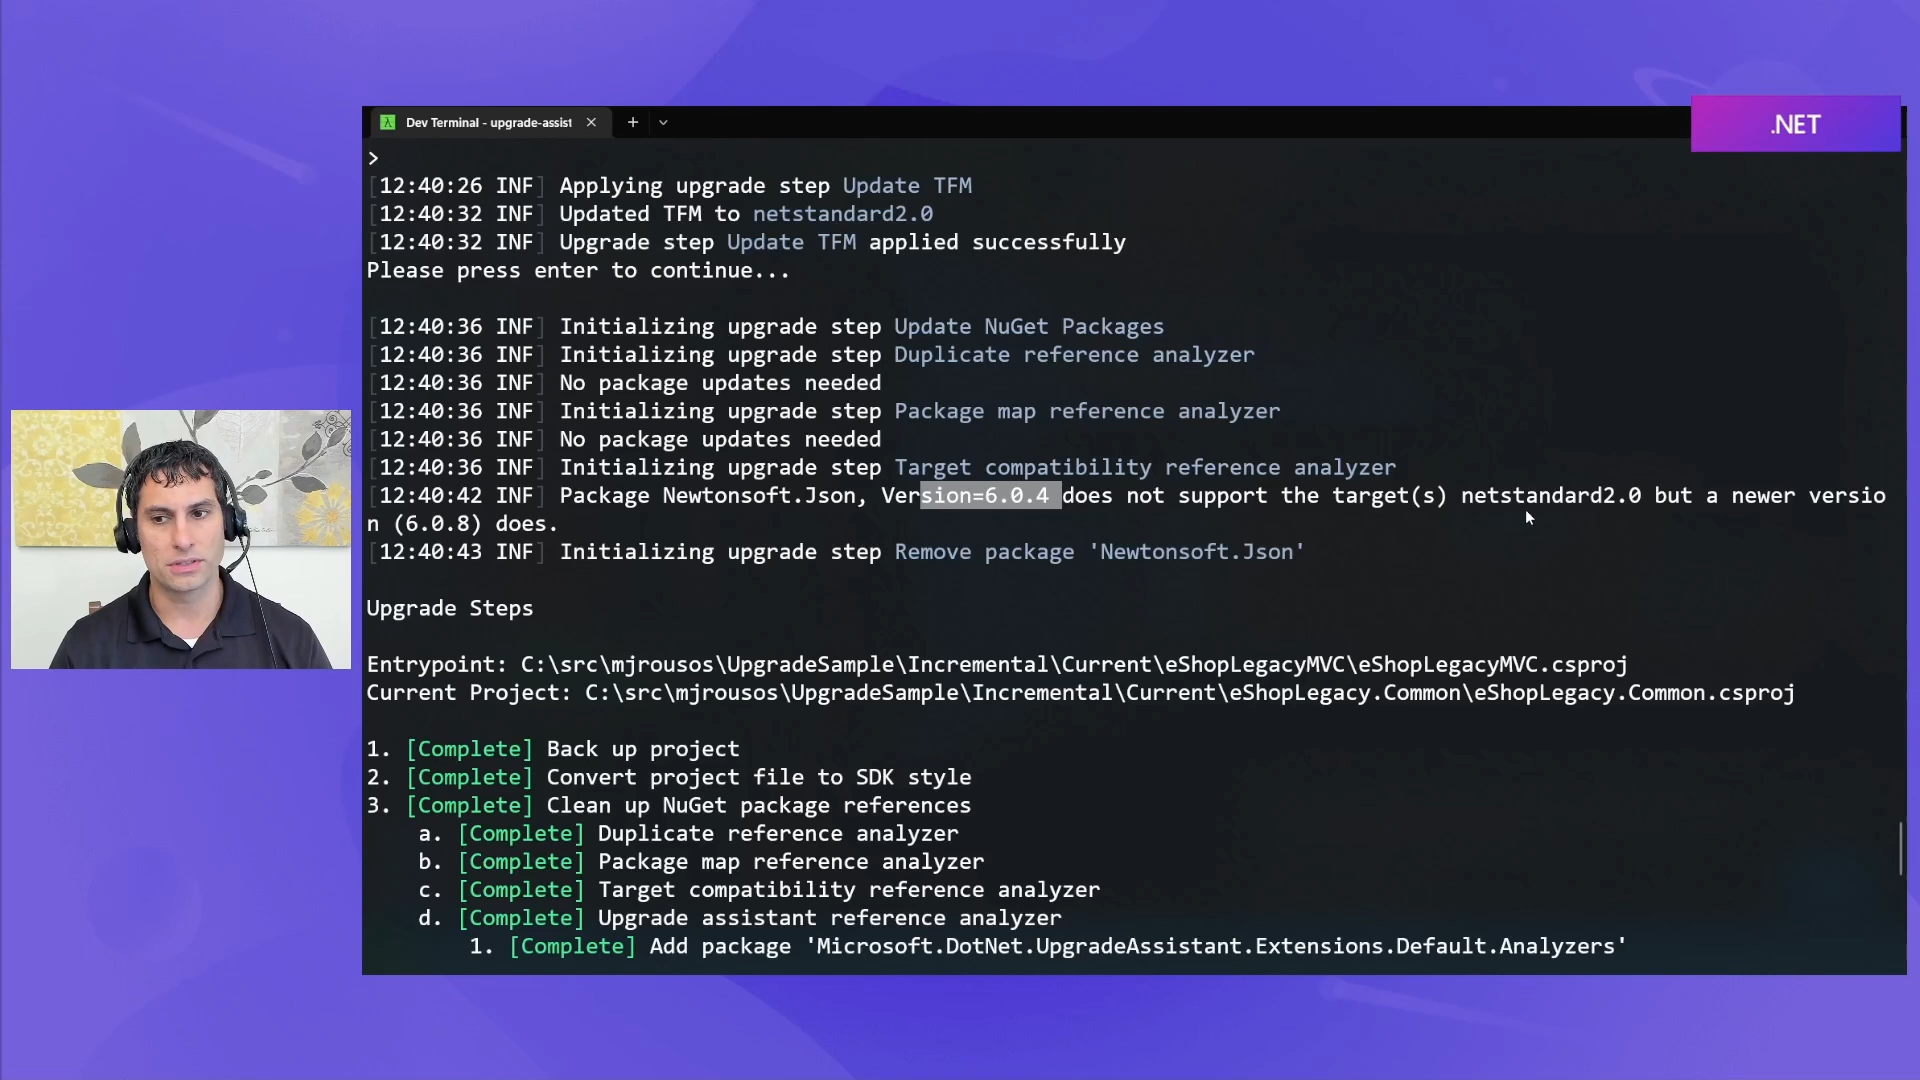 Dev Terminal - upgrade-assist
.NET
>
[12:40:26 INF] Applying upgrade step Update TFM
[12:40:32 INF] Updated TFM to netstandard2.0
[12:40:32 INF] Upgrade step Update TFM applied successfully
Please press enter to continue...
[12:40:36 INF] Initializing upgrade step Update NuGet Packages
[12:40:36 INF] Initializing upgrade step Duplicate reference analyzer
[12:40:36 INF] No package updates needed
[12:40:36 INF] Initializing upgrade step Package map reference analyzer
[12:40:36 INF] No package updates needed
[12:40:36 INF] Initializing upgrade step Target compatibility reference analyzer
[12:40:42 INF] Package Newtonsoft.Json, Version=6.0.4 does not support the target(s) netstandard2.0 but a newer versio
n (6.0.8) does.
[12:40:43 INF] Initializing upgrade step Remove package 'Newtonsoft.Json'
Upgrade Steps
Entrypoint: C:\src\mjrousos\UpgradeSample\Incremental\Current\eShopLegacyMVC\eShopLegacyMVC.csproj
Current Project: C:\src\mjrousos\UpgradeSample\Incremental\Current\eShopLegacy.Common\eShopLegacy.Common.csproj
1. [Complete] Back up project
2. [Complete] Convert project file to SDK style
3. [Complete] Clean up NuGet package references
a. [Complete] Duplicate reference analyzer
b. [Complete] Package map reference analyzer
c. [Complete] Target compatibility reference analyzer
d. [Complete] Upgrade assistant reference analyzer
1. [Complete] Add package 'Microsoft.DotNet.UpgradeAssistant.Extensions.Default.Analyzers'